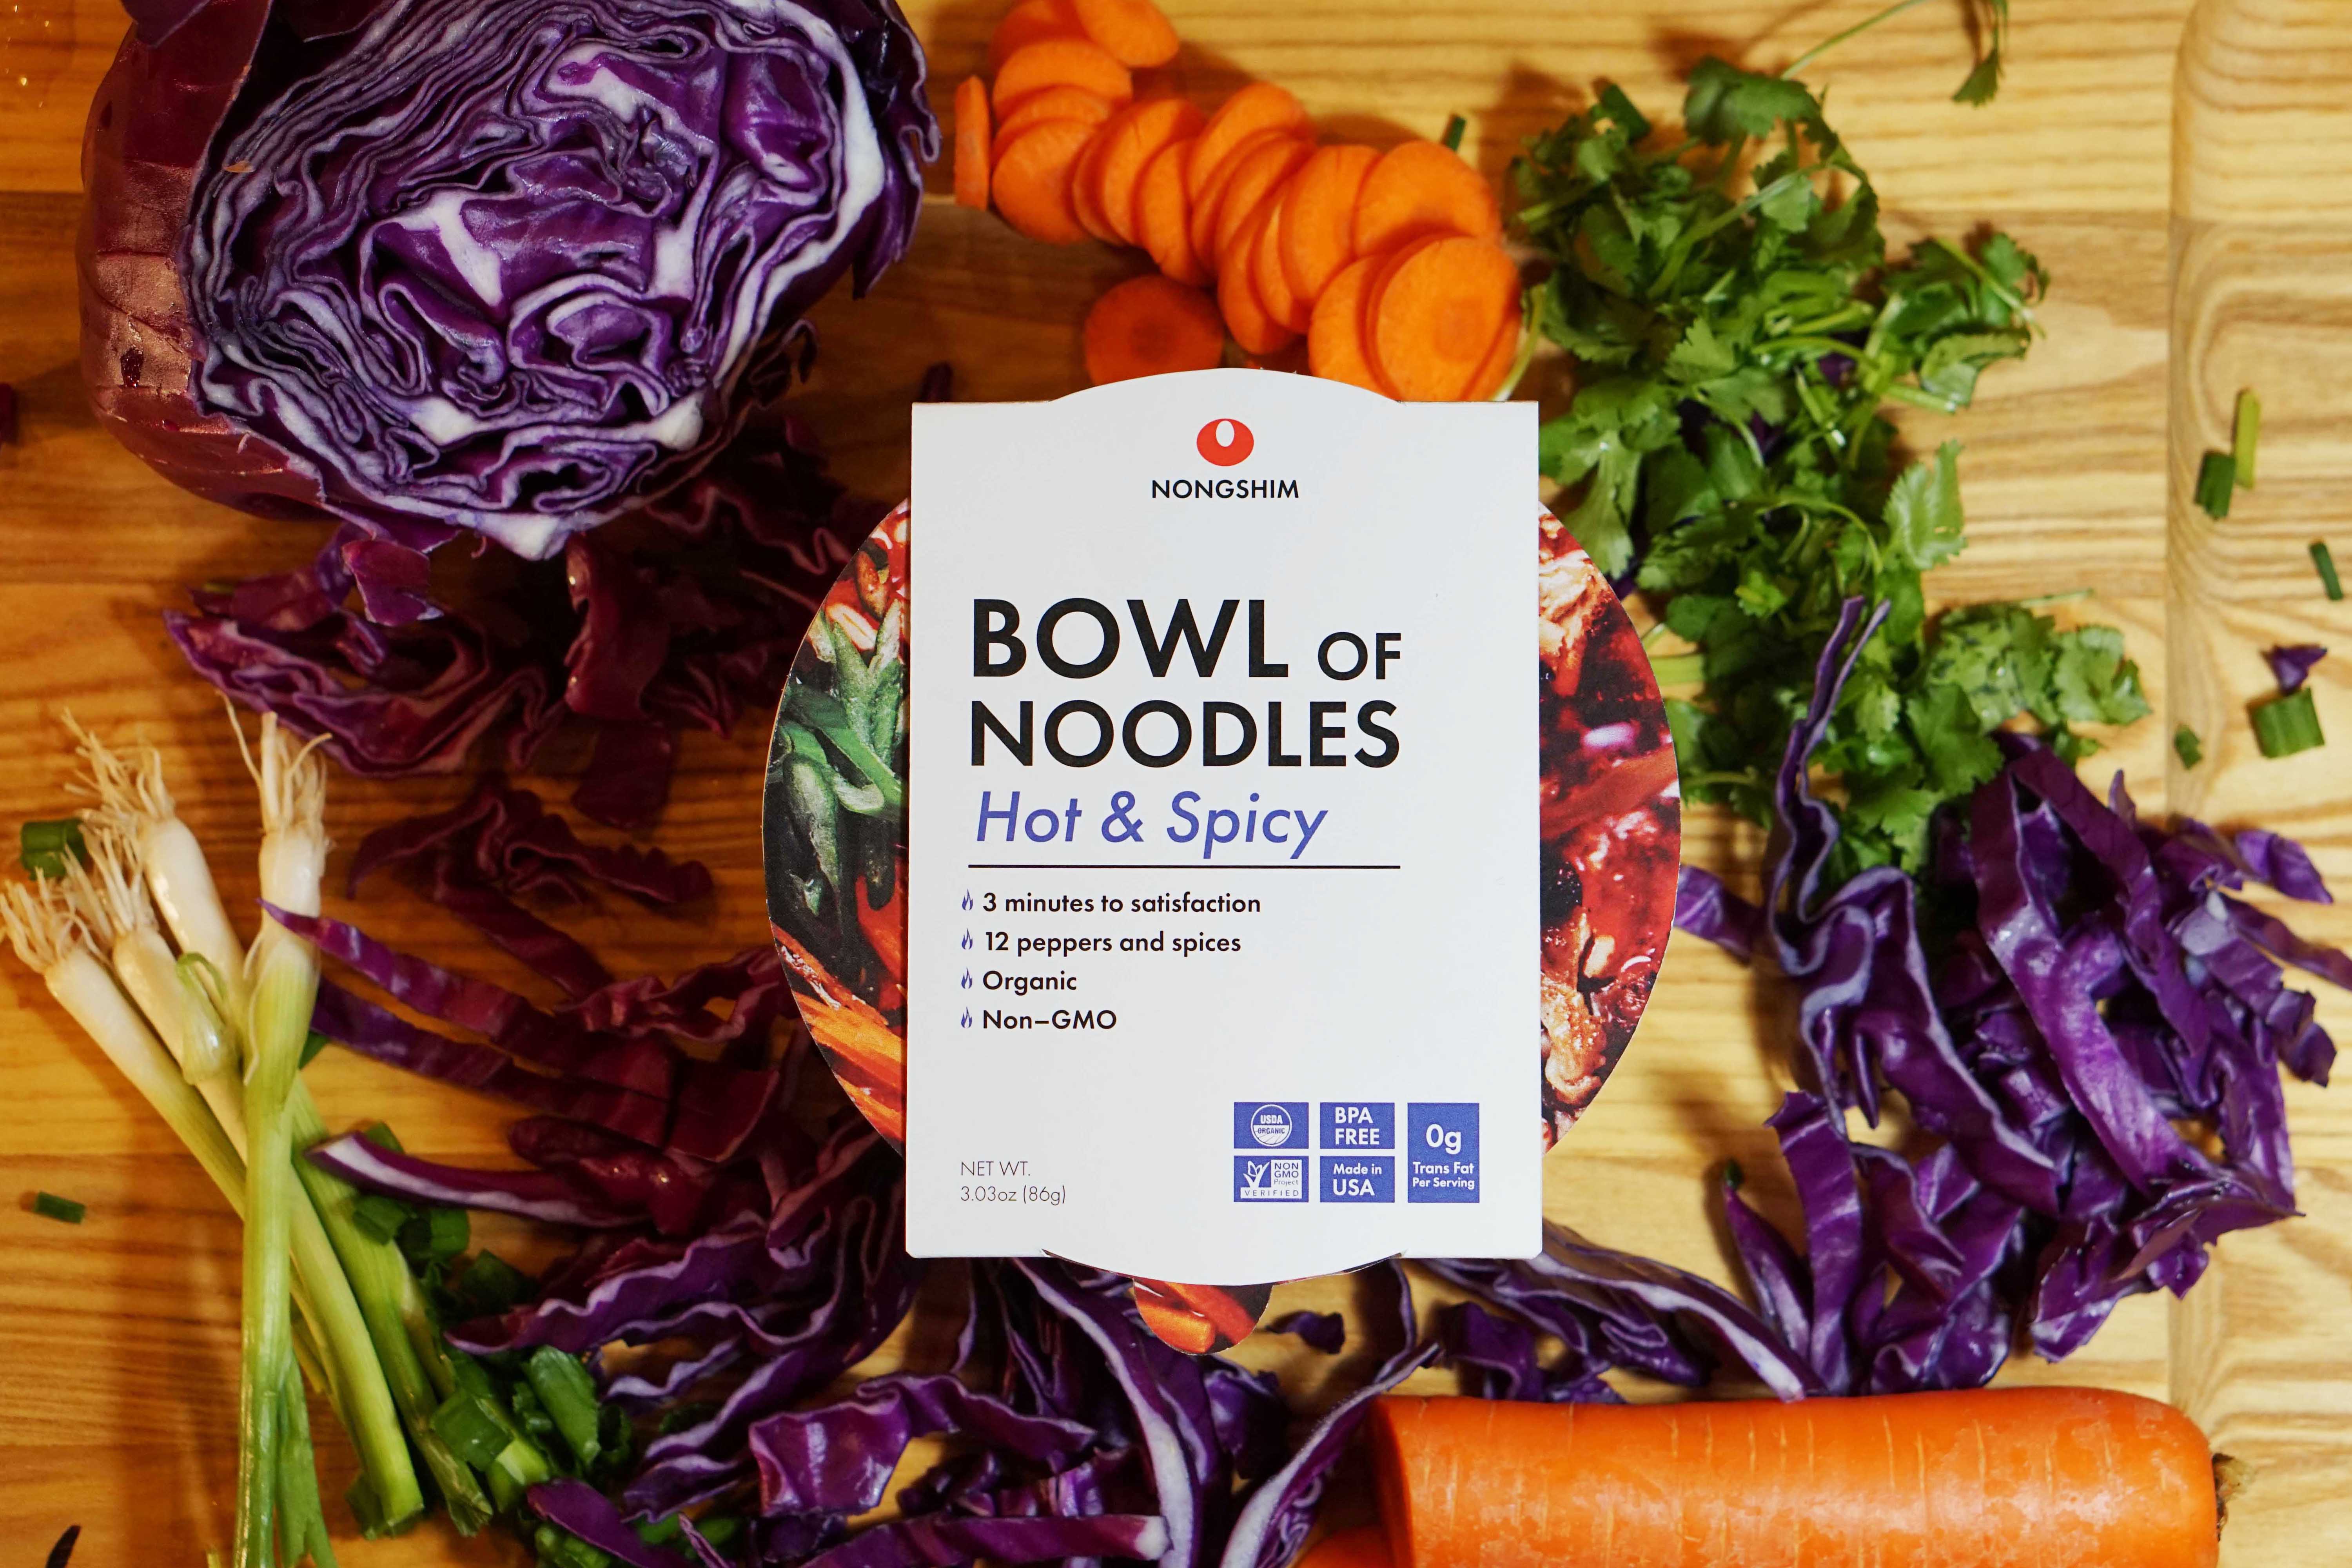 NONGSHIM
BOWL OF
NOODLES
Hot & Spicy
3 minutes to satisfaction
12 peppers and spices
Organic
Non–GMO
NET WT.
3.03oz (86g)
USDA
ORGANIC
BPA
FREE
0g
Trans Fat
Per Serving
NON
GMO
Project
VERIFIED
Made in
USA